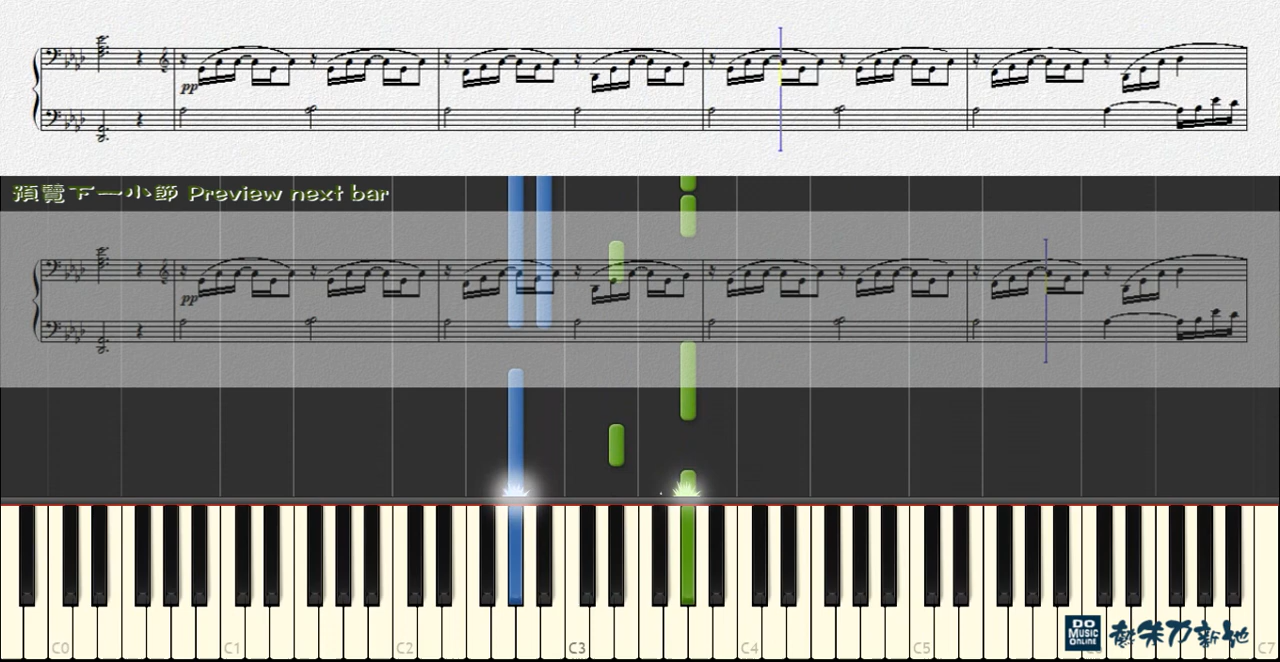 pp
預覽下一小節 Preview next bar
pp
C0 C1 C2 C3 C4 C5 C7
DO
MUSIC
ONLINE